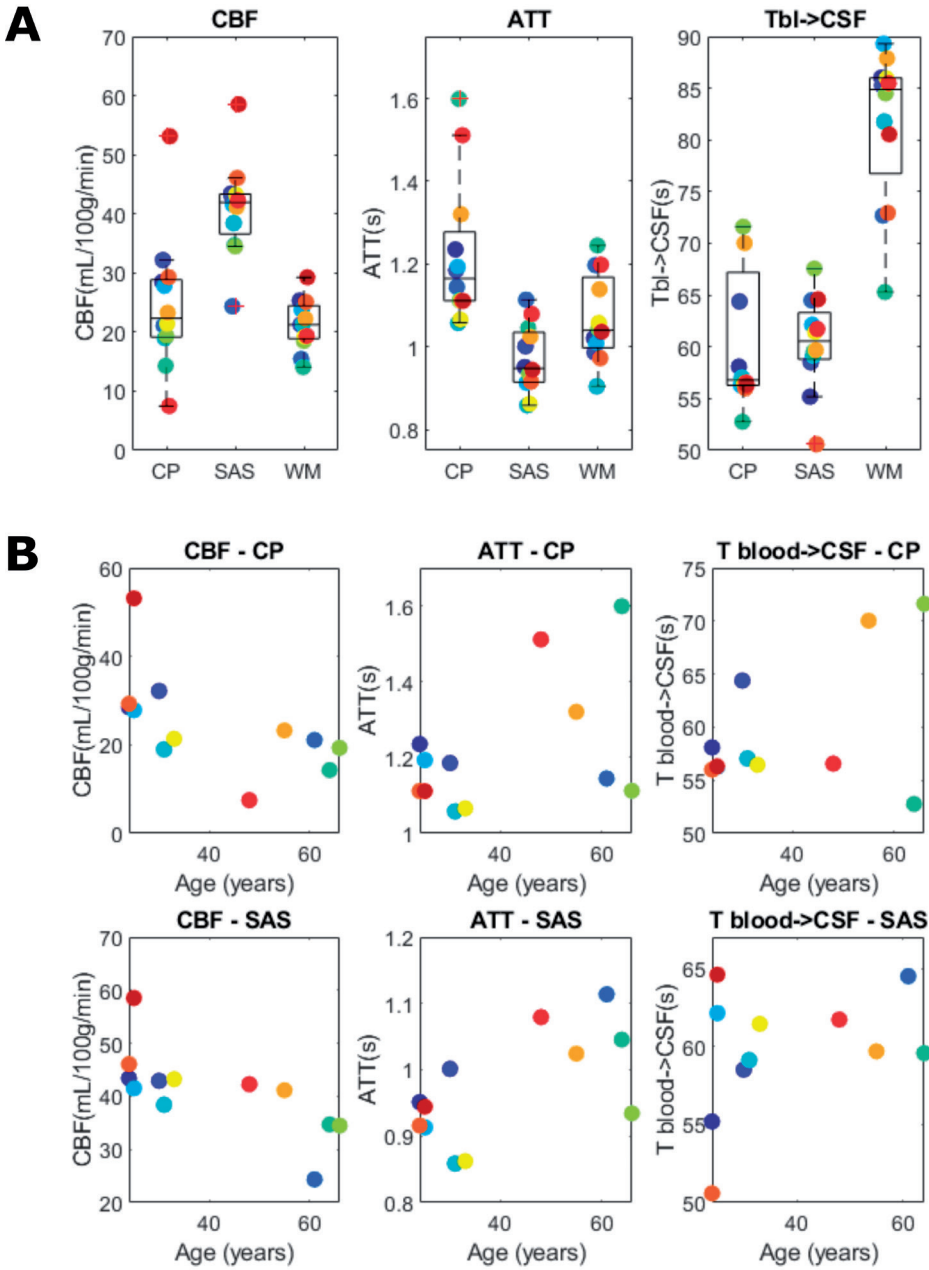 A
CBF
ATT
Tbl->CSF
CBF(mL/100g/min)
70
60
50
40
30
20
10
0
CP
SAS
WM
ATT(s)
1.6
1.4
1.2
1
0.8
CP
SAS
WM
Tbl->CSF(s)
90
85
80
75
70
65
60
55
50
CP
SAS
WM
B
CBF - CP
ATT - CP
T blood->CSF - CP
CBF(mL/100g/min)
60
40
20
0
40
60
Age (years)
ATT(s)
1.6
1.4
1.2
1
40
60
Age (years)
T blood->CSF(s)
75
70
65
60
55
50
40
60
Age (years)
CBF - SAS
ATT - SAS
T blood->CSF - SAS
CBF(mL/100g/min)
70
60
50
40
30
20
40
60
Age (years)
ATT(s)
1.2
1.1
1
0.9
0.8
40
60
Age (years)
T blood->CSF(s)
65
60
55
50
40
60
Age (years)